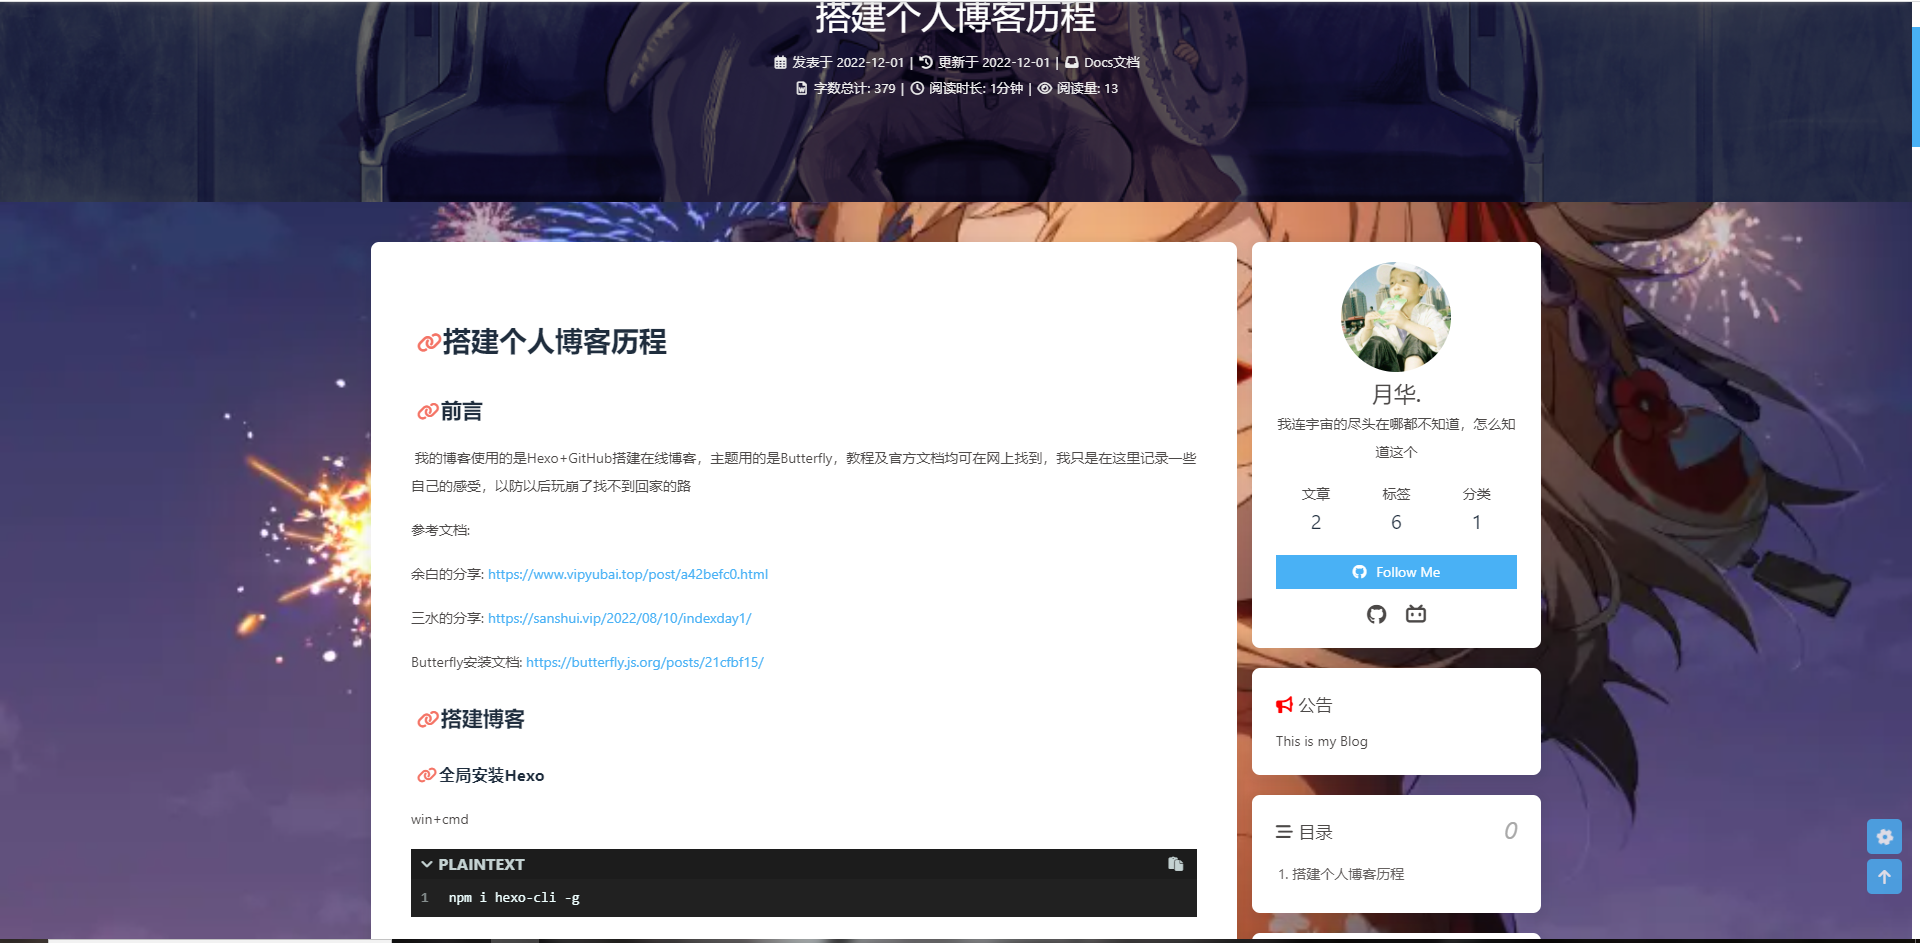 搭建个人博客历程
发表于 2022-12-01 | 更新于 2022-12-01 | Docs文档
字数总计: 379 | 阅读时长: 1分钟 | 阅读量: 13
搭建个人博客历程
前言
我的博客使用的是Hexo+GitHub搭建在线博客，主题用的是Butterfly，教程及官方文档均可在网上找到，我只是在这里记录一些
自己的感受，以防以后玩崩了找不到回家的路
参考文档:
余白的分享: https://www.vipyubai.top/post/a42befc0.html
三水的分享: https://sanshui.vip/2022/08/10/indexday1/
Butterfly安装文档: https://butterfly.js.org/posts/21cfbf15/
搭建博客
全局安装Hexo
win+cmd
PLAINTEXT
1 npm i hexo-cli -g
月华.
我连宇宙的尽头在哪都不知道，怎么知
道这个
文章 标签 分类
2 6 1
Follow Me
公告
This is my Blog
目录 0
1. 搭建个人博客历程